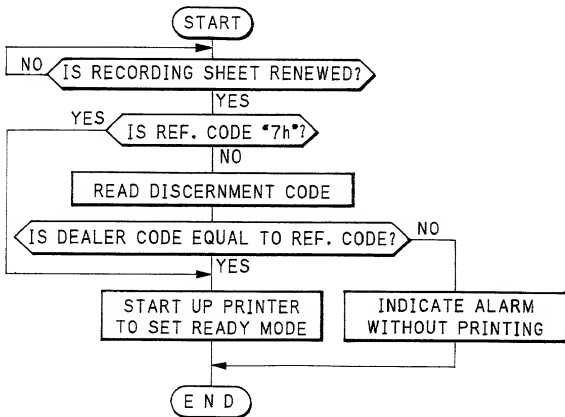 START
NO
IS RECORDING SHEET RENEWED?
YES
YES
IS REF. CODE "7h"?
NO
READ DISCERNMENT CODE
IS DEALER CODE EQUAL TO REF. CODE?
NO
YES
START UP PRINTER
TO SET READY MODE
INDICATE ALARM
WITHOUT PRINTING
END